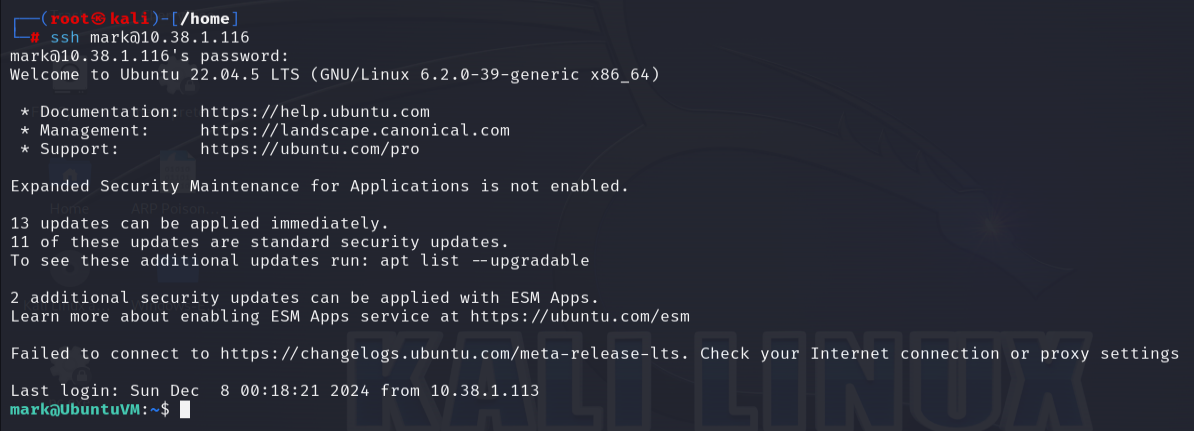 ┌──(root㉿kali)-[/home]
└─# ssh mark@10.38.1.116
mark@10.38.1.116's password:
Welcome to Ubuntu 22.04.5 LTS (GNU/Linux 6.2.0-39-generic x86_64)
 * Documentation:  https://help.ubuntu.com
 * Management:     https://landscape.canonical.com
 * Support:        https://ubuntu.com/pro
Expanded Security Maintenance for Applications is not enabled.
13 updates can be applied immediately.
11 of these updates are standard security updates.
To see these additional updates run: apt list --upgradable
2 additional security updates can be applied with ESM Apps.
Learn more about enabling ESM Apps service at https://ubuntu.com/esm
Failed to connect to https://changelogs.ubuntu.com/meta-release-lts. Check your Internet connection or proxy settings
Last login: Sun Dec  8 00:18:21 2024 from 10.38.1.113
mark@UbuntuVM:~$
Home
ARP Poison
KALI LINUX